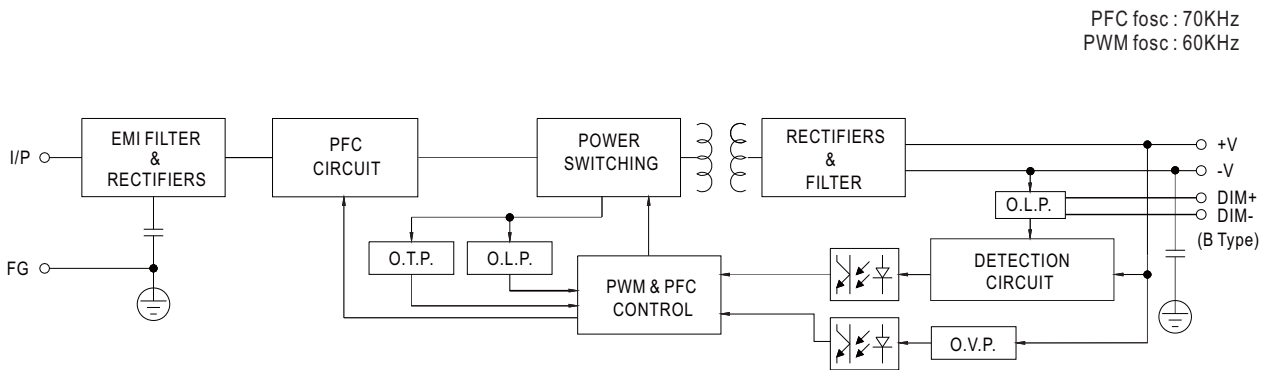 PFC fosc : 70KHz
PWM fosc : 60KHz
I/P
EMI FILTER
&
RECTIFIERS
PFC
CIRCUIT
POWER
SWITCHING
RECTIFIERS
&
FILTER
+V
-V
DIM+
DIM-
(B Type)
O.L.P.
FG
O.T.P.
O.L.P.
PWM & PFC
CONTROL
DETECTION
CIRCUIT
O.V.P.